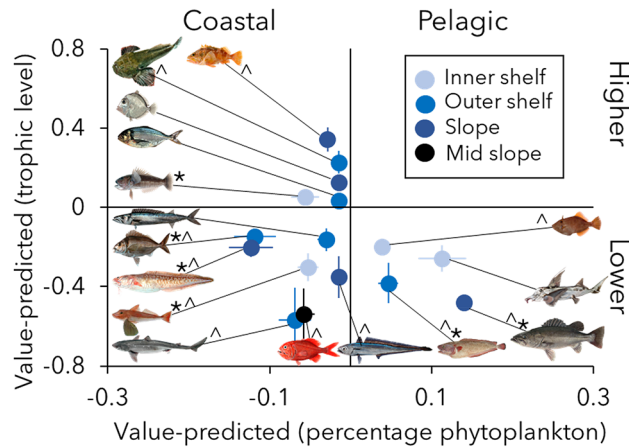 Coastal Pelagic
0.8
^ ^
Inner shelf
Outer shelf
Slope
Mid slope
Higher
0.4
*
0
^
*^
*^
Lower
-0.4
*^
^ ^ ^ ^* ^*
-0.8
-0.3 -0.1 0.1 0.3
Value-predicted (trophic level)
Value-predicted (percentage phytoplankton)